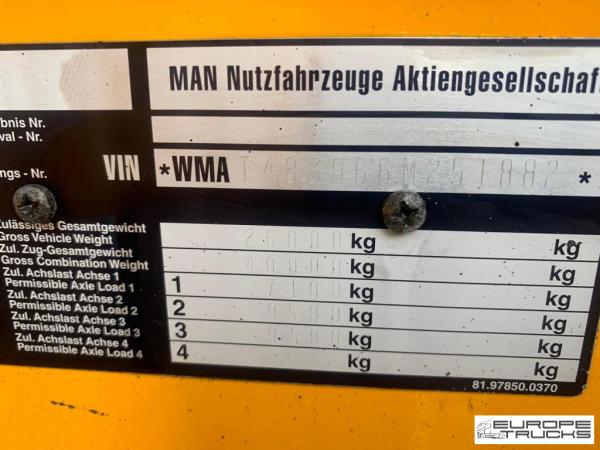 MAN Nutzfahrzeuge Aktiengesellschaft
bnis Nr.
val - Nr.
ngs - Nr. VIN *WMA *
Zulässiges Gesamtgewicht
Gross Vehicle Weight 26000 kg kg
Zul. Zug-Gesamtgewicht
Gross Combination Weight 40000 kg kg
Zul. Achslast Achse 1
Permissible Axle Load 1 1 kg kg
Zul. Achslast Achse 2
Permissible Axle Load 2 2 kg kg
Zul. Achslast Achse 3
Permissible Axle Load 3 3 kg kg
Zul. Achslast Achse 4
Permissible Axle Load 4 4 kg kg
81.97850.0370
EUROPE
TRUCKS